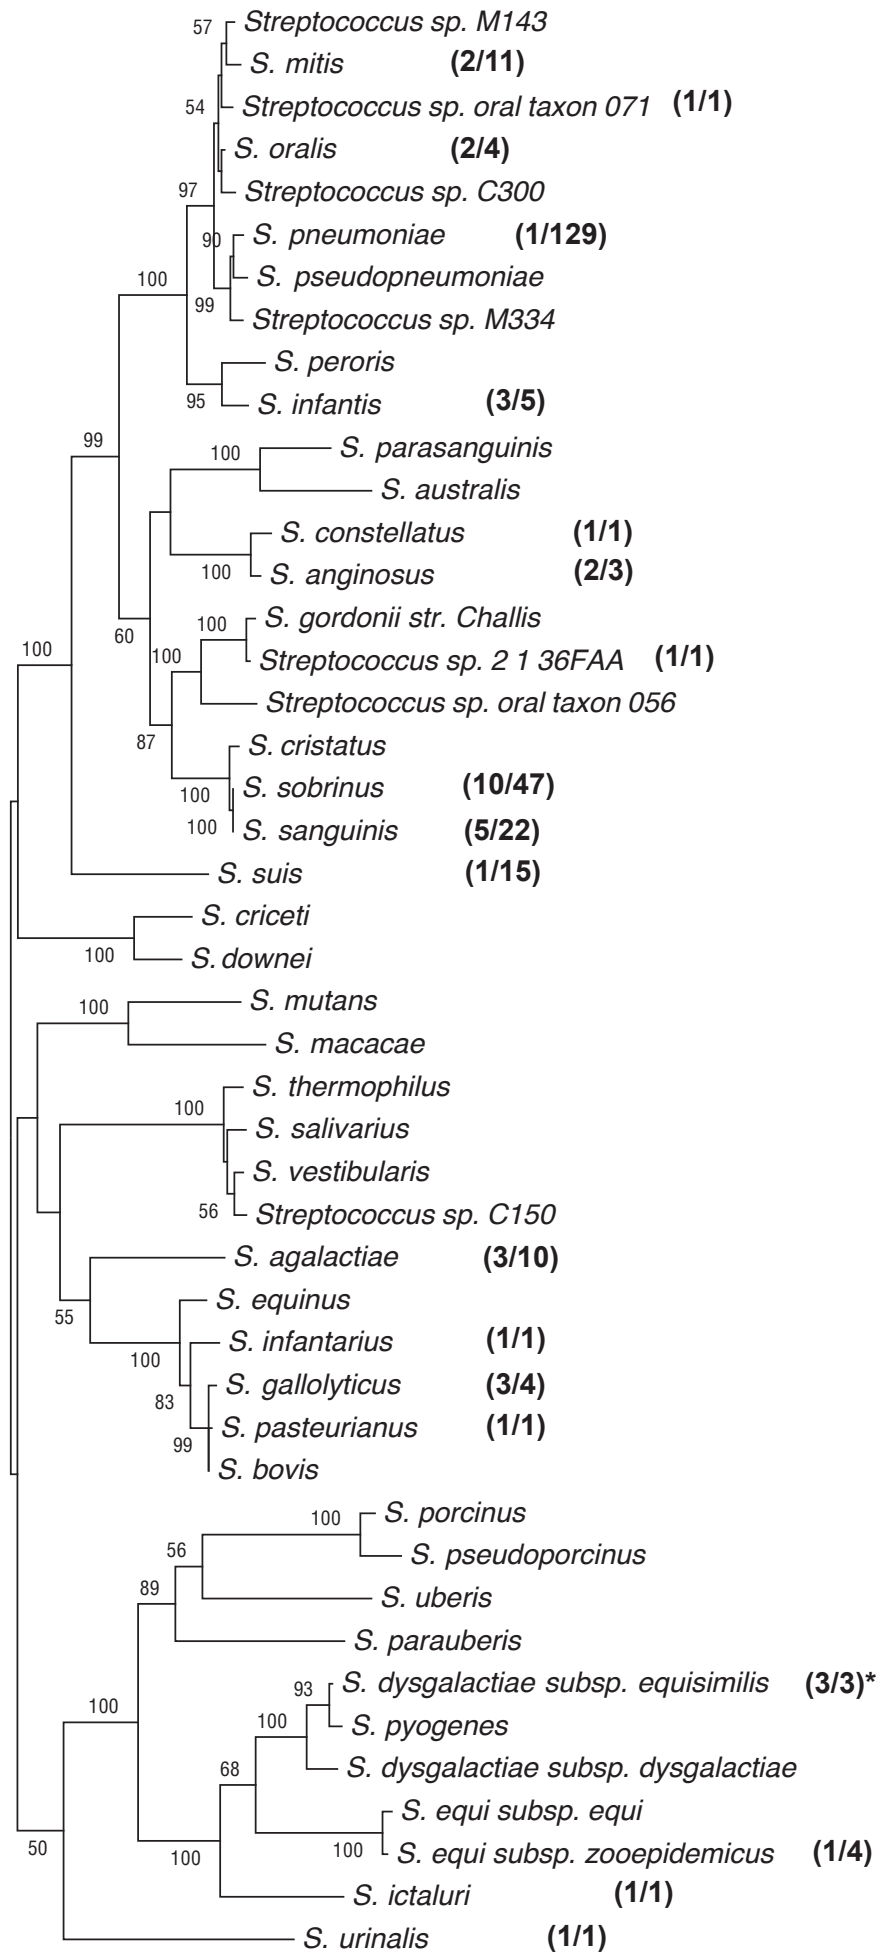 57
Streptococcus sp. M143
S. mitis (2/11)
54
Streptococcus sp. oral taxon 071 (1/1)
S. oralis (2/4)
97
Streptococcus sp. C300
90
S. pneumoniae (1/129)
100
S. pseudopneumoniae
99
Streptococcus sp. M334
S. peroris
95
S. infantis (3/5)
99
100
S. parasanguinis
S. australis
S. constellatus (1/1)
100
S. anginosus (2/3)
100
S. gordonii str. Challis
60
100
Streptococcus sp. 2 1 36FAA (1/1)
100
Streptococcus sp. oral taxon 056
87
S. cristatus
100
S. sobrinus (10/47)
100
S. sanguinis (5/22)
S. suis (1/15)
S. criceti
100
S. downei
100
S. mutans
S. macacae
S. thermophilus
100
S. salivarius
S. vestibularis
56
Streptococcus sp. C150
S. agalactiae (3/10)
S. equinus
55
S. infantarius (1/1)
100
S. gallolyticus (3/4)
83
S. pasteurianus (1/1)
99
S. bovis
100
S. porcinus
56
S. pseudoporcinus
89
S. uberis
S. parauberis
93
S. dysgalactiae subsp. equisimilis (3/3)*
100
100
S. pyogenes
68
S. dysgalactiae subsp. dysgalactiae
S. equi subsp. equi
50
100
100
S. equi subsp. zooepidemicus (1/4)
S. ictaluri (1/1)
S. urinalis (1/1)